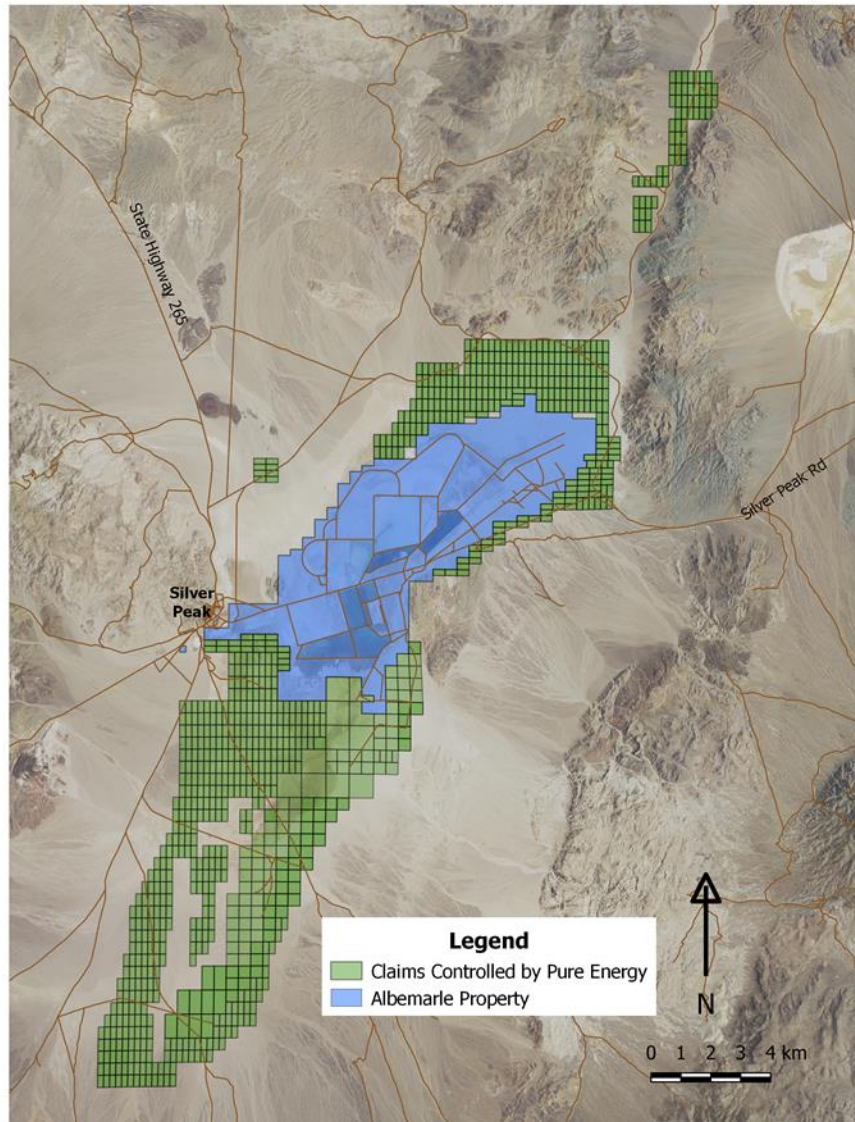 State Highway 265
Silver Peak Rd
Silver
Peak
Legend
Claims Controlled by Pure Energy
Albemarle Property
N
0 1 2 3 4 km